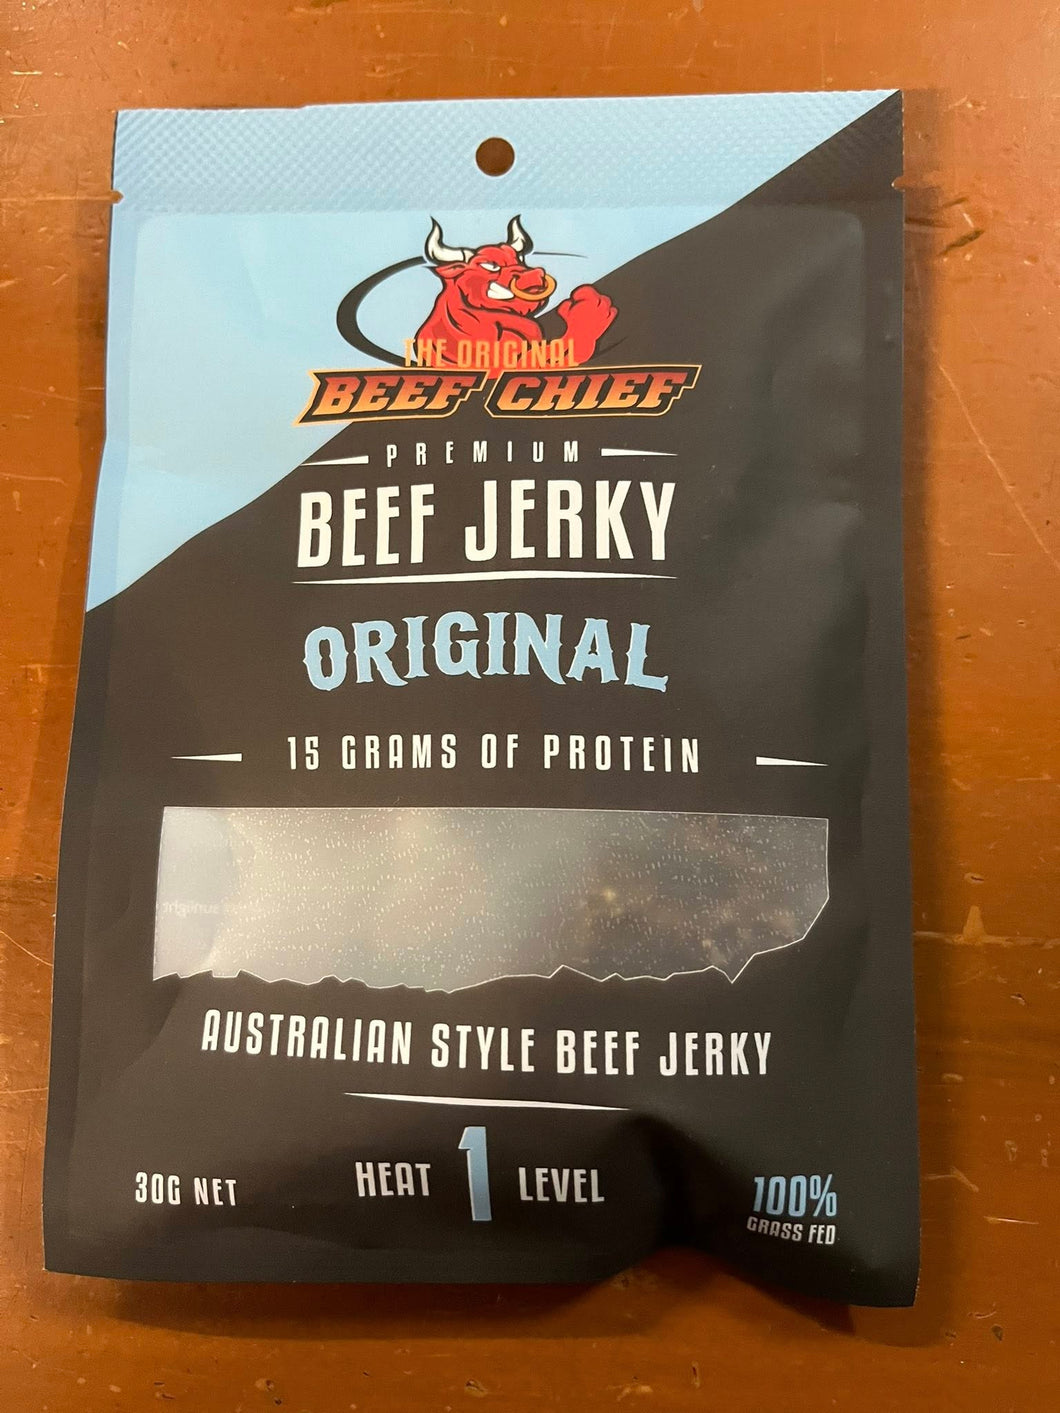 THE ORIGINAL
BEEF CHIEF
PREMIUM
BEEF JERKY
ORIGINAL
15 GRAMS OF PROTEIN
AUSTRALIAN STYLE BEEF JERKY
30G NET
HEAT 1 LEVEL
100%
GRASS FED